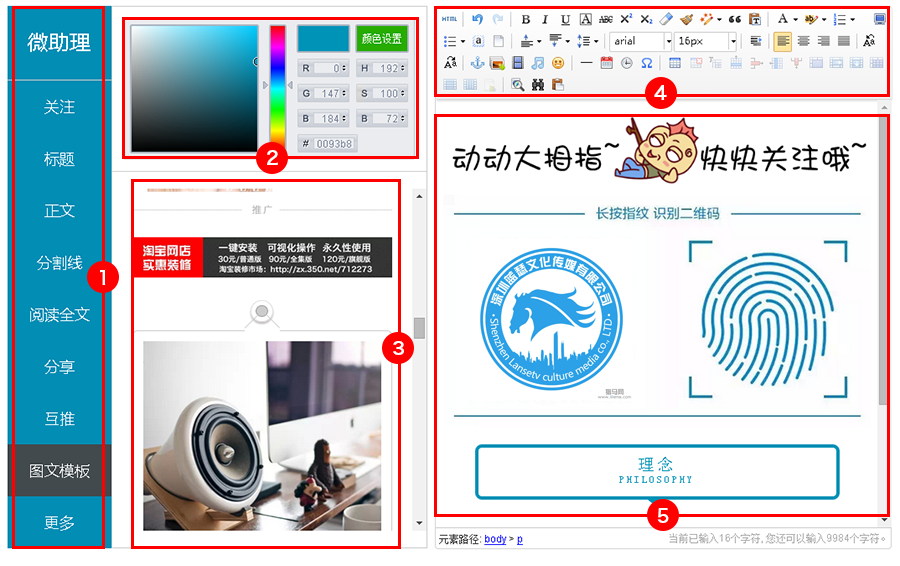 微助理
关注
标题
正文
分割线
阅读全文
分享
互推
图文模板
更多
1
颜色设置
R 0 H 192
G 147 S 100
B 184 B 72
# 0093b8
2
推广
淘宝网店
实惠装修
一键安装 可视化操作 永久性使用
30元/普通版 90元/全集版 120元/旗舰版
淘宝装修市场：http://zx.350.net/712273
3
HTML B I U A ABC X² X₂ A ab
a arial 16px
Ω
4
动动大拇指~ 快快关注哦~
长按指纹 识别二维码
深圳蓝瑟文化传媒有限公司
Shenzhen Lansetv culture media co., LTD
理念
PHILOSOPHY
5
元素路径: body > p
当前已输入16个字符, 您还可以输入9984个字符。